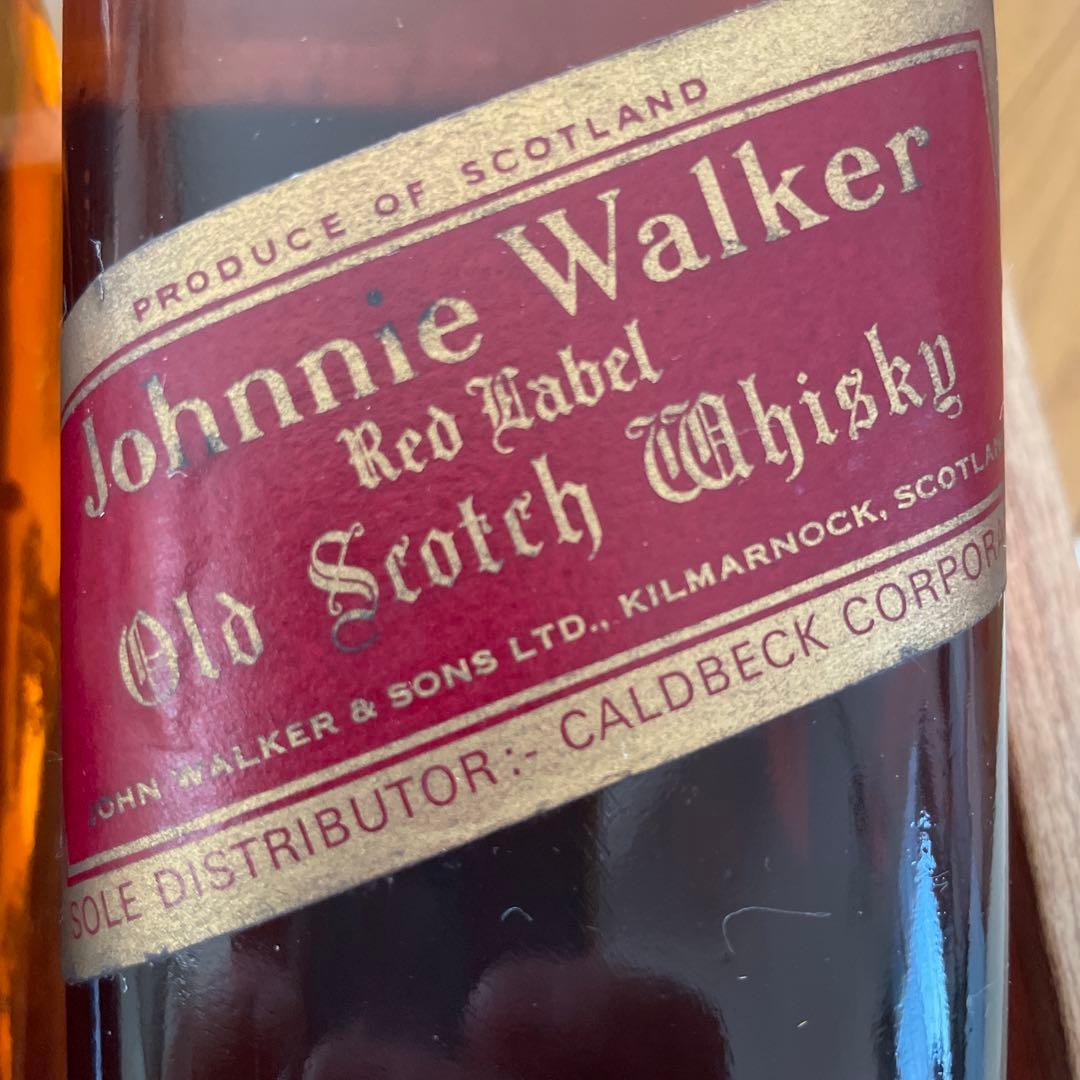 PRODUCE OF SCOTLAND
Johnnie Walker
Red Label
Old Scotch Whisky
JOHN WALKER & SONS LTD., KILMARNOCK, SCOTLAN
SOLE DISTRIBUTOR:- CALDBECK CORPORA